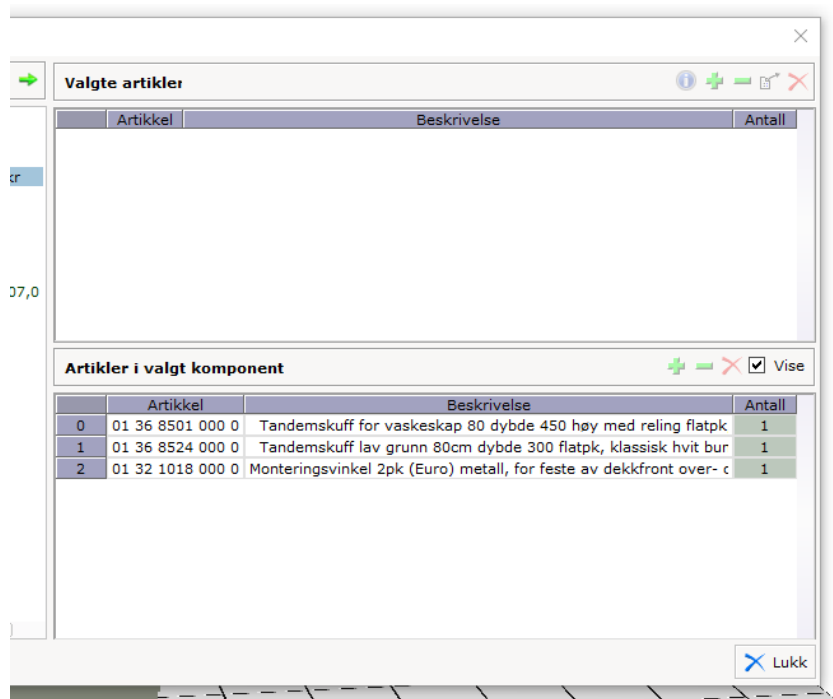 Valgte artikler
Artikkel Beskrivelse Antall
kr
07,0
Artikler i valgt komponent Vise
Artikkel Beskrivelse Antall
0 01 36 8501 000 0 Tandemskuff for vaskeskap 80 dybde 450 høy med reling flatpk 1
1 01 36 8524 000 0 Tandemskuff lav grunn 80cm dybde 300 flatpk, klassisk hvit bur 1
2 01 32 1018 000 0 Monteringsvinkel 2pk (Euro) metall, for feste av dekkfront over- 1
Lukk